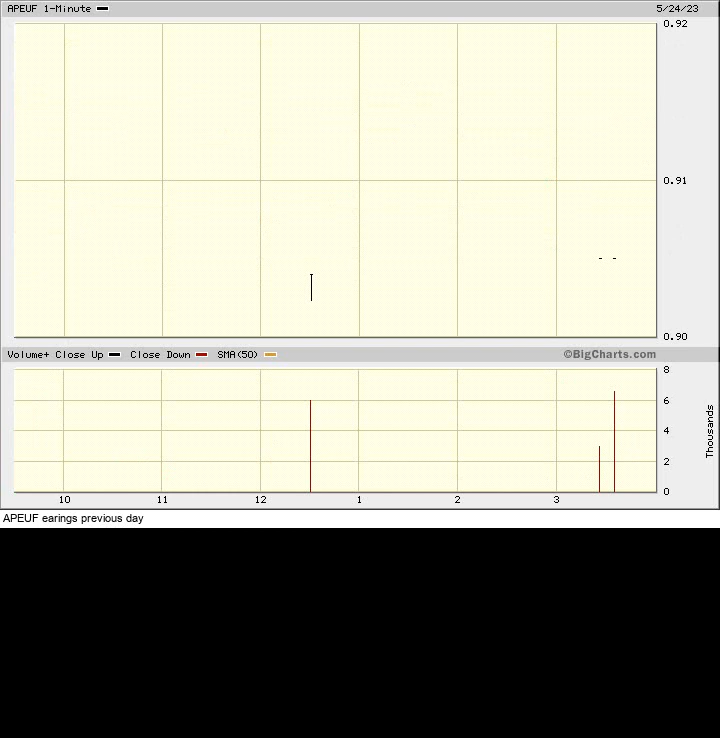 APEUF 1-Minute 5/24/23
0.92
0.91
0.90
Volume+ Close Up Close Down SMA(50) ©BigCharts.com
8
6
4
2
0
Thousands
10 11 12 1 2 3
APEUF earings previous day